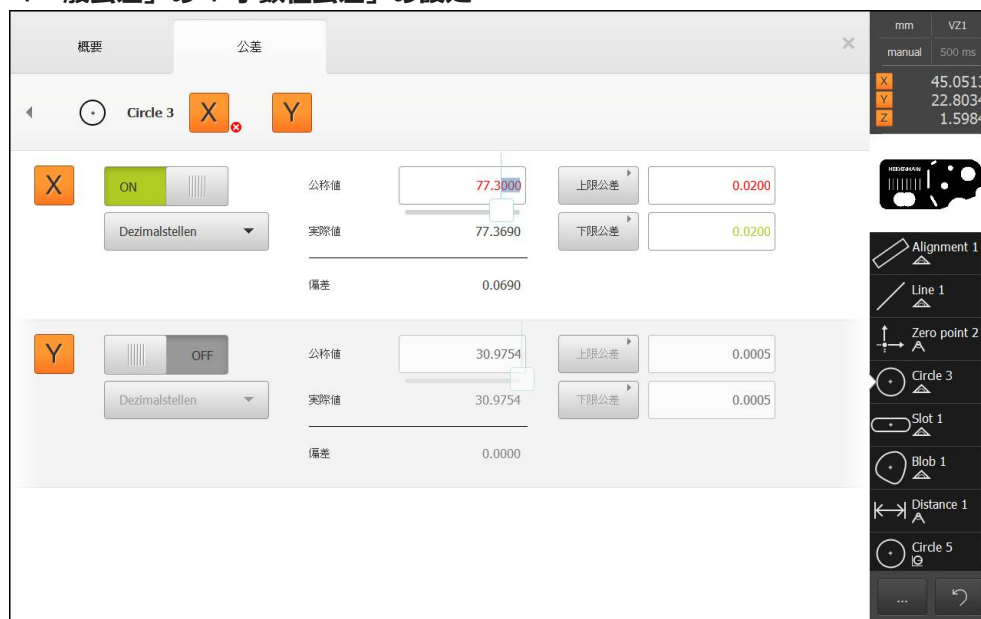 概要
公差
Circle 3
X
Y
X
ON
公称値
77.3000
上限公差
0.0200
Dezimalstellen
実際値
77.3690
下限公差
0.0200
偏差
0.0690
Y
OFF
公称値
30.9754
上限公差
0.0005
Dezimalstellen
実際値
30.9754
下限公差
0.0005
偏差
0.0000
mm
VZ1
manual
500 ms
X
45.0513
Y
22.8034
Z
1.5984
HEIDENHAIN
Alignment 1
Line 1
Zero point 2
Circle 3
Slot 1
Blob 1
Distance 1
Circle 5
...